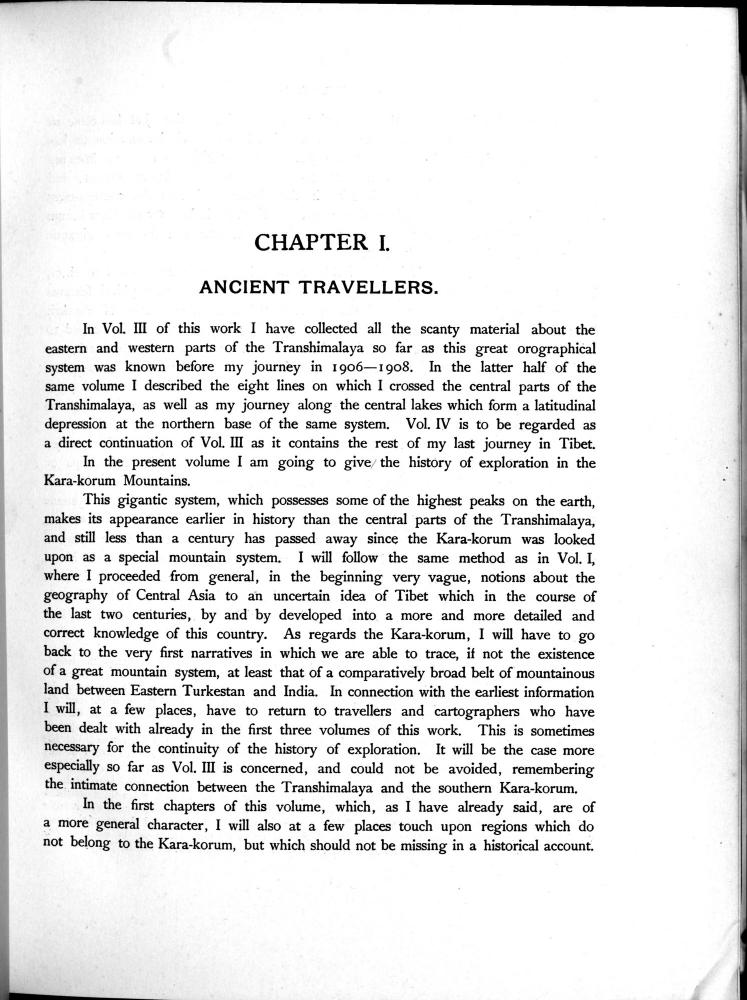 CHAPTER I.
ANCIENT TRAVELLERS.
In Vol. III of this work I have collected all the scanty material about the
eastern and western parts of the Transhimalaya so far as this great orographical
system was known before my journey in 1906—1908. In the latter half of the
same volume I described the eight lines on which I crossed the central parts of the
Transhimalaya, as well as my journey along the central lakes which form a latitudinal
depression at the northern base of the same system. Vol. IV is to be regarded as
a direct continuation of Vol. III as it contains the rest of my last journey in Tibet.
In the present volume I am going to give the history of exploration in the
Kara-korum Mountains.
This gigantic system, which possesses some of the highest peaks on the earth,
makes its appearance earlier in history than the central parts of the Transhimalaya,
and still less than a century has passed away since the Kara-korum was looked
upon as a special mountain system. I will follow the same method as in Vol. I,
where I proceeded from general, in the beginning very vague, notions about the
geography of Central Asia to an uncertain idea of Tibet which in the course of
the last two centuries, by and by developed into a more and more detailed and
correct knowledge of this country. As regards the Kara-korum, I will have to go
back to the very first narratives in which we are able to trace, if not the existence
of a great mountain system, at least that of a comparatively broad belt of mountainous
land between Eastern Turkestan and India. In connection with the earliest information
I will, at a few places, have to return to travellers and cartographers who have
been dealt with already in the first three volumes of this work. This is sometimes
necessary for the continuity of the history of exploration. It will be the case more
especially so far as Vol. III is concerned, and could not be avoided, remembering
the intimate connection between the Transhimalaya and the southern Kara-korum.
In the first chapters of this volume, which, as I have already said, are of
a more general character, I will also at a few places touch upon regions which do
not belong to the Kara-korum, but which should not be missing in a historical account.